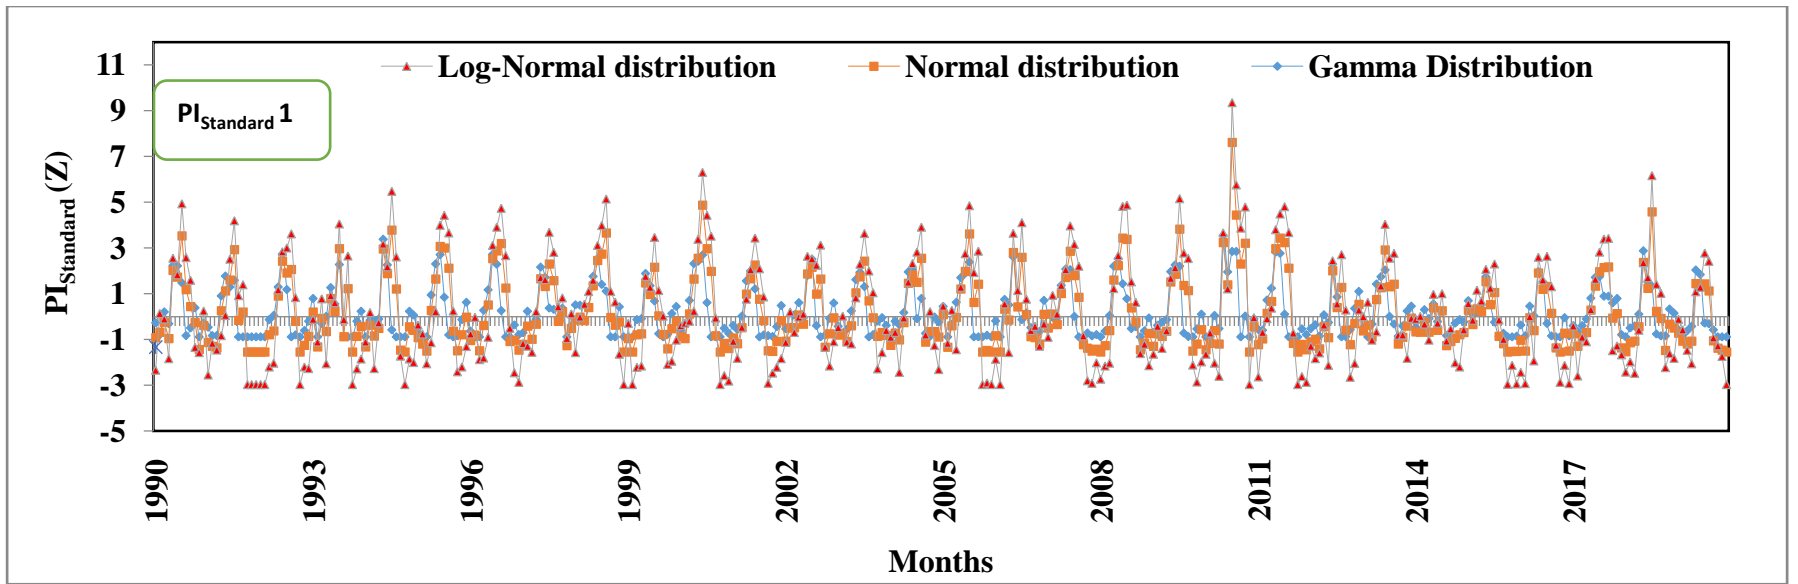 Log-Normal distribution Normal distribution Gamma Distribution
PIStandard 1
PIStandard (Z)
11
9
7
5
3
1
-1
-3
-5
1990 1993 1996 1999 2002 2005 2008 2011 2014 2017
Months